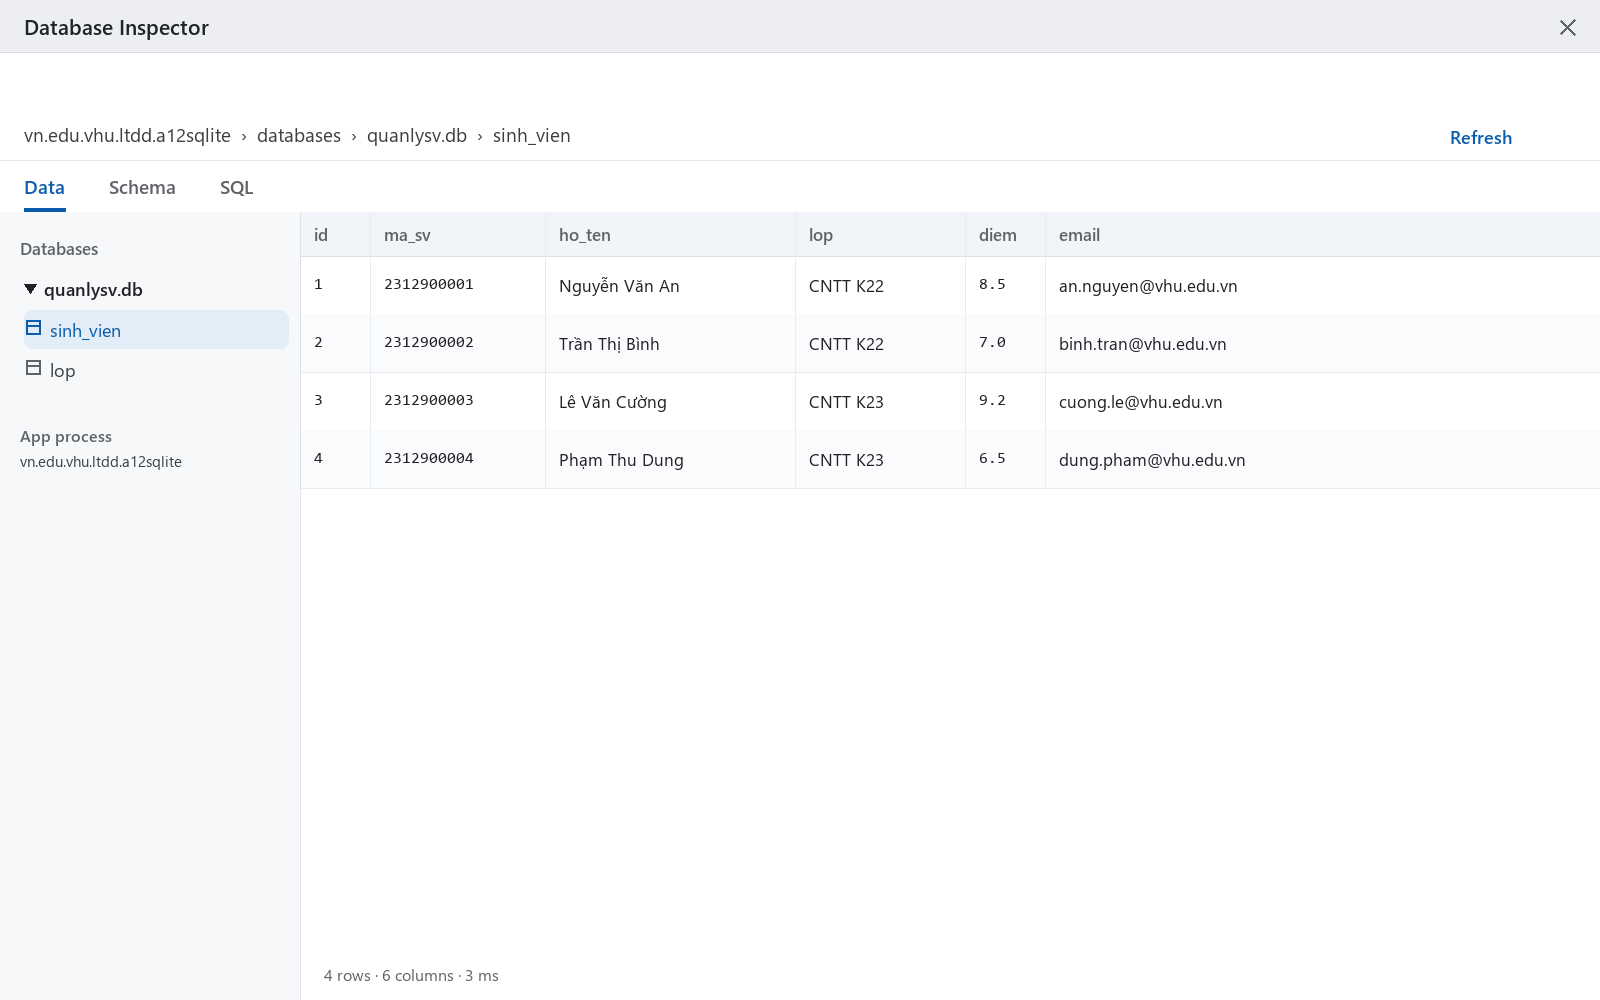 Database Inspector
vn.edu.vhu.ltdd.a12sqlite › databases › quanlysv.db › sinh_vien
Refresh
Data Schema SQL
Databases
quanlysv.db
sinh_vien
lop
App process
vn.edu.vhu.ltdd.a12sqlite
id ma_sv ho_ten lop diem email
1 2312900001 Nguyễn Văn An CNTT K22 8.5 an.nguyen@vhu.edu.vn
2 2312900002 Trần Thị Bình CNTT K22 7.0 binh.tran@vhu.edu.vn
3 2312900003 Lê Văn Cường CNTT K23 9.2 cuong.le@vhu.edu.vn
4 2312900004 Phạm Thu Dung CNTT K23 6.5 dung.pham@vhu.edu.vn
4 rows · 6 columns · 3 ms